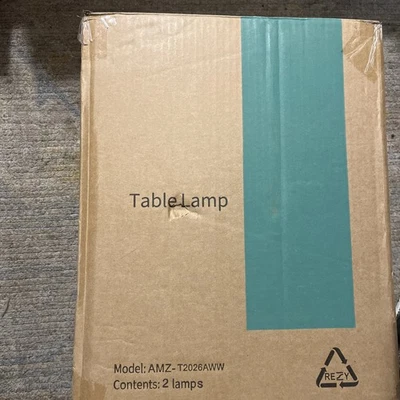 Table Lamp
Model: AMZ-T2026AWW
Contents: 2 lamps
REZY